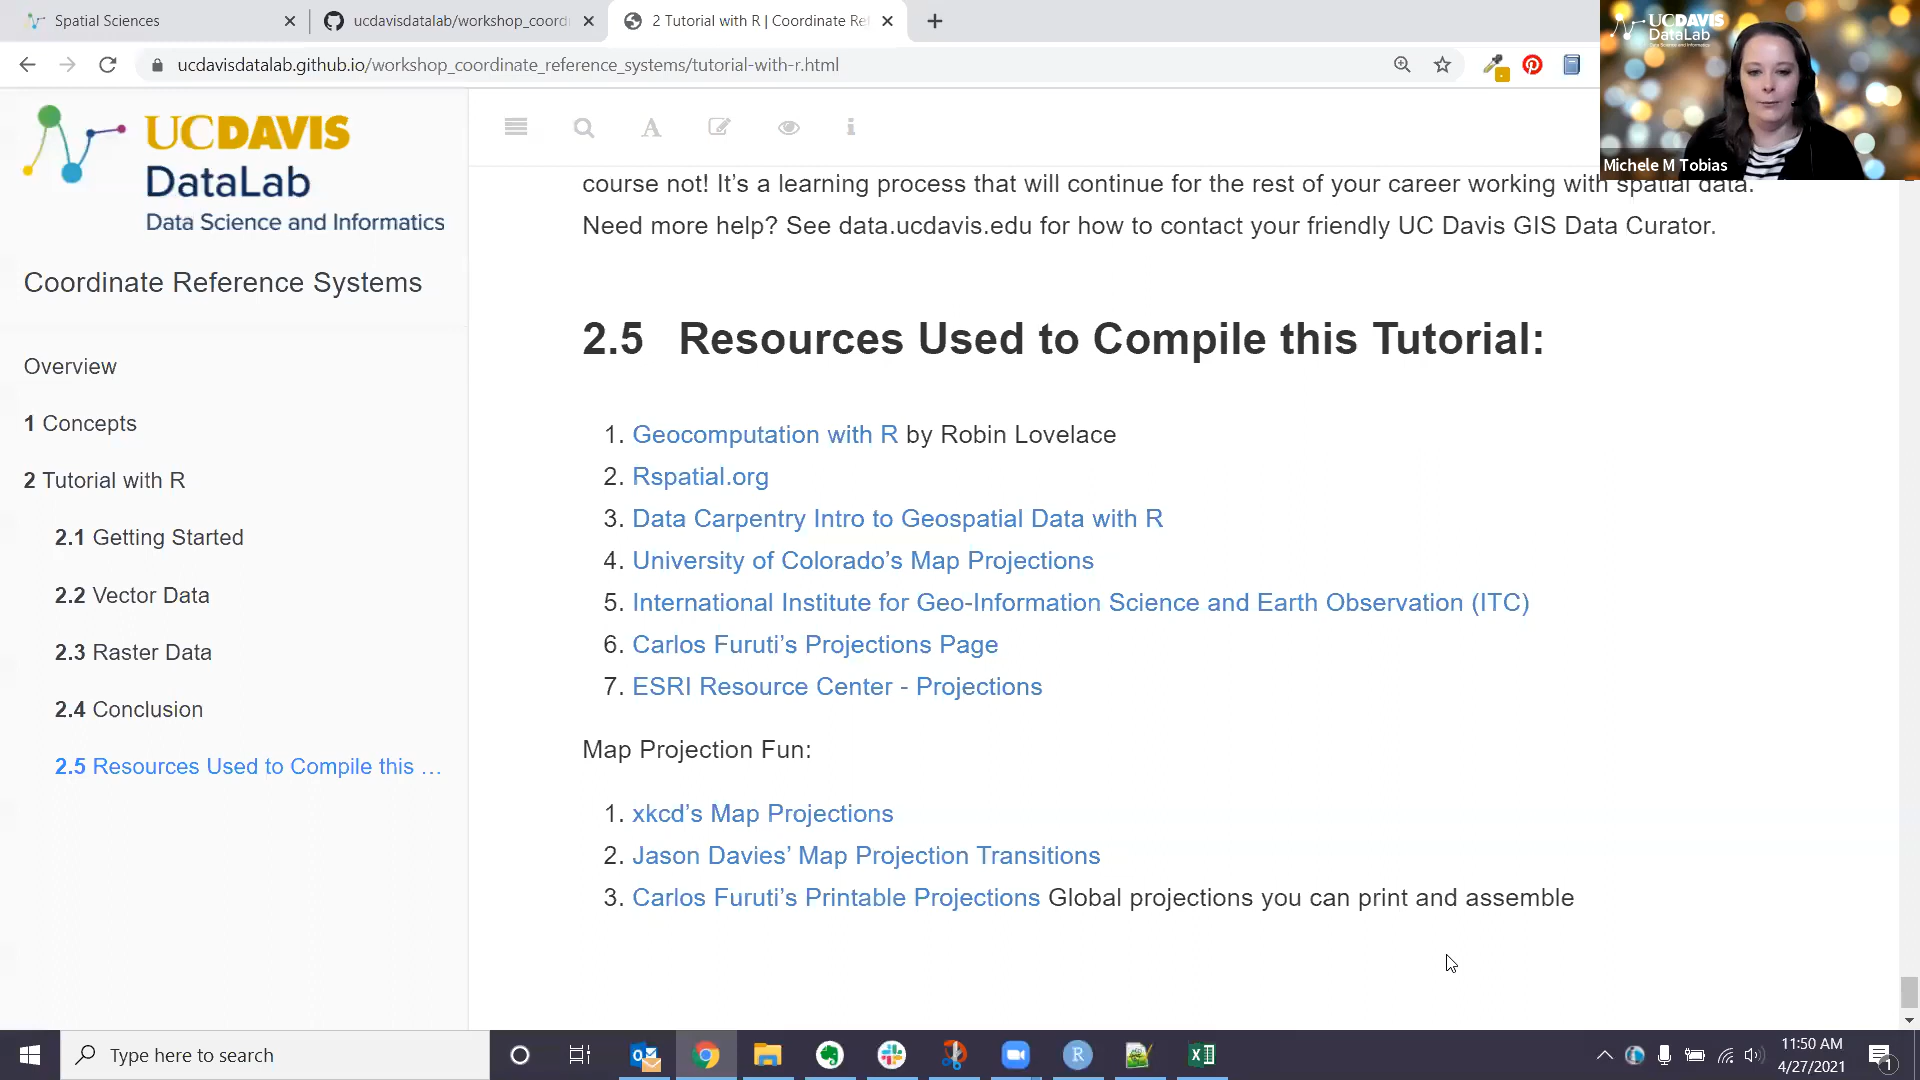 Spatial Sciences
ucdavisdatalab/workshop_coord
2 Tutorial with R | Coordinate Re
ucdavisdatalab.github.io/workshop_coordinate_reference_systems/tutorial-with-r.html
UCDAVIS
DataLab
Michele M Tobias
UCDAVIS
DataLab
Data Science and Informatics
Coordinate Reference Systems
Overview
1 Concepts
2 Tutorial with R
2.1 Getting Started
2.2 Vector Data
2.3 Raster Data
2.4 Conclusion
2.5 Resources Used to Compile this …
course not! It’s a learning process that will continue for the rest of your career working with spatial data.
Need more help? See data.ucdavis.edu for how to contact your friendly UC Davis GIS Data Curator.
2.5 Resources Used to Compile this Tutorial:
1. Geocomputation with R by Robin Lovelace
2. Rspatial.org
3. Data Carpentry Intro to Geospatial Data with R
4. University of Colorado’s Map Projections
5. International Institute for Geo-Information Science and Earth Observation (ITC)
6. Carlos Furuti’s Projections Page
7. ESRI Resource Center - Projections
Map Projection Fun:
1. xkcd’s Map Projections
2. Jason Davies’ Map Projection Transitions
3. Carlos Furuti’s Printable Projections Global projections you can print and assemble
Type here to search
11:50 AM
4/27/2021
1